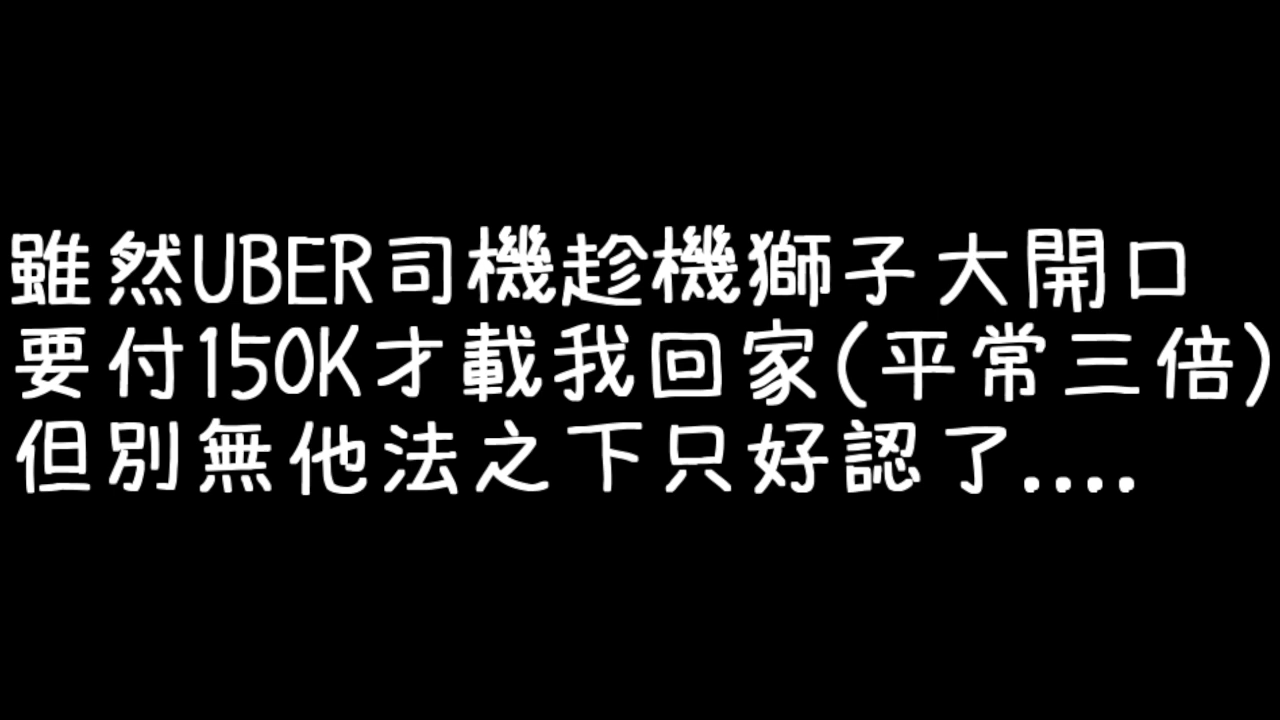 雖然UBER司機趁機獅子大開口
要付150K才載我回家(平常三倍)
但別無他法之下只好認了....